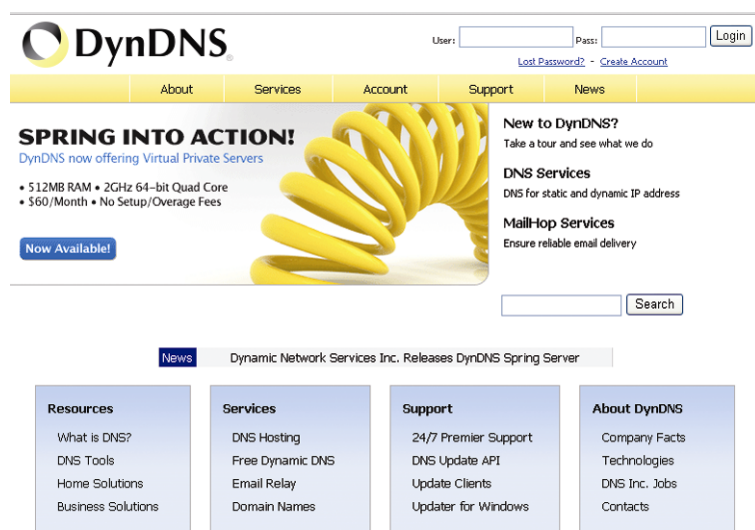 DynDNS®
User:
Pass:
Login
Lost Password? - Create Account
About Services Account Support News
SPRING INTO ACTION!
DynDNS now offering Virtual Private Servers
• 512MB RAM • 2GHz 64-bit Quad Core
• $60/Month • No Setup/Overage Fees
Now Available!
New to DynDNS?
Take a tour and see what we do
DNS Services
DNS for static and dynamic IP address
MailHop Services
Ensure reliable email delivery
Search
News Dynamic Network Services Inc. Releases DynDNS Spring Server
Resources
What is DNS?
DNS Tools
Home Solutions
Business Solutions
Services
DNS Hosting
Free Dynamic DNS
Email Relay
Domain Names
Support
24/7 Premier Support
DNS Update API
Update Clients
Updater for Windows
About DynDNS
Company Facts
Technologies
DNS Inc. Jobs
Contacts